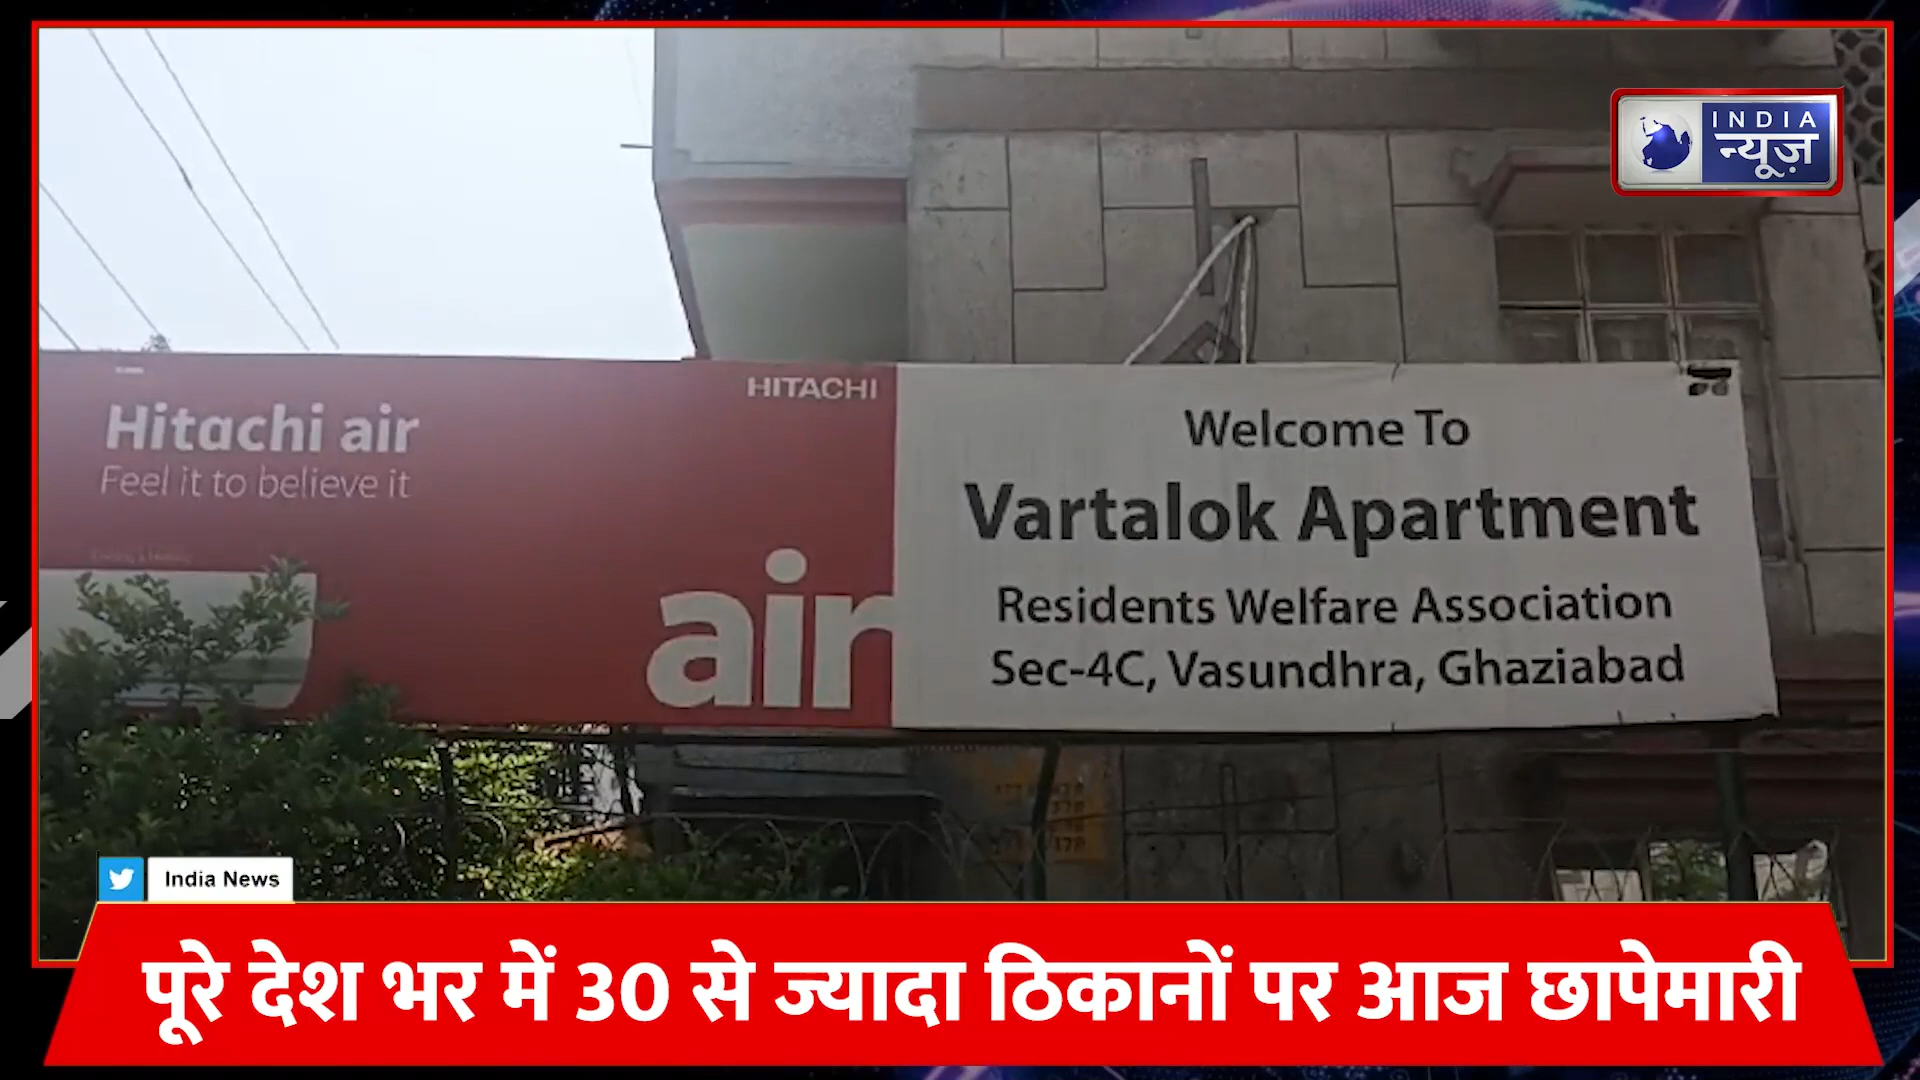 INDIA
न्यूज़
HITACHI
Hitachi air
Feel it to believe it
air
Welcome To
Vartalok Apartment
Residents Welfare Association
Sec-4C, Vasundhra, Ghaziabad
India News
पूरे देश भर में 30 से ज्यादा ठिकानों पर आज छापेमारी